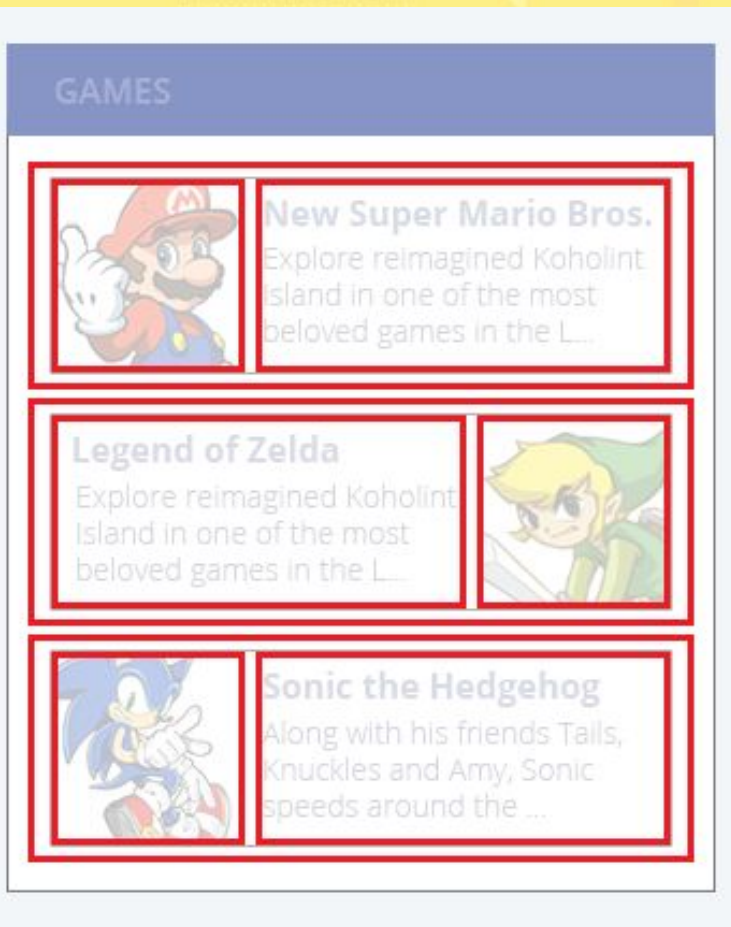 GAMES
New Super Mario Bros.
Explore reimagined Koholint
Island in one of the most
beloved games in the L...
Legend of Zelda
Explore reimagined Koholint
Island in one of the most
beloved games in the L...
Sonic the Hedgehog
Along with his friends Tails,
Knuckles and Amy, Sonic
speeds around the ...